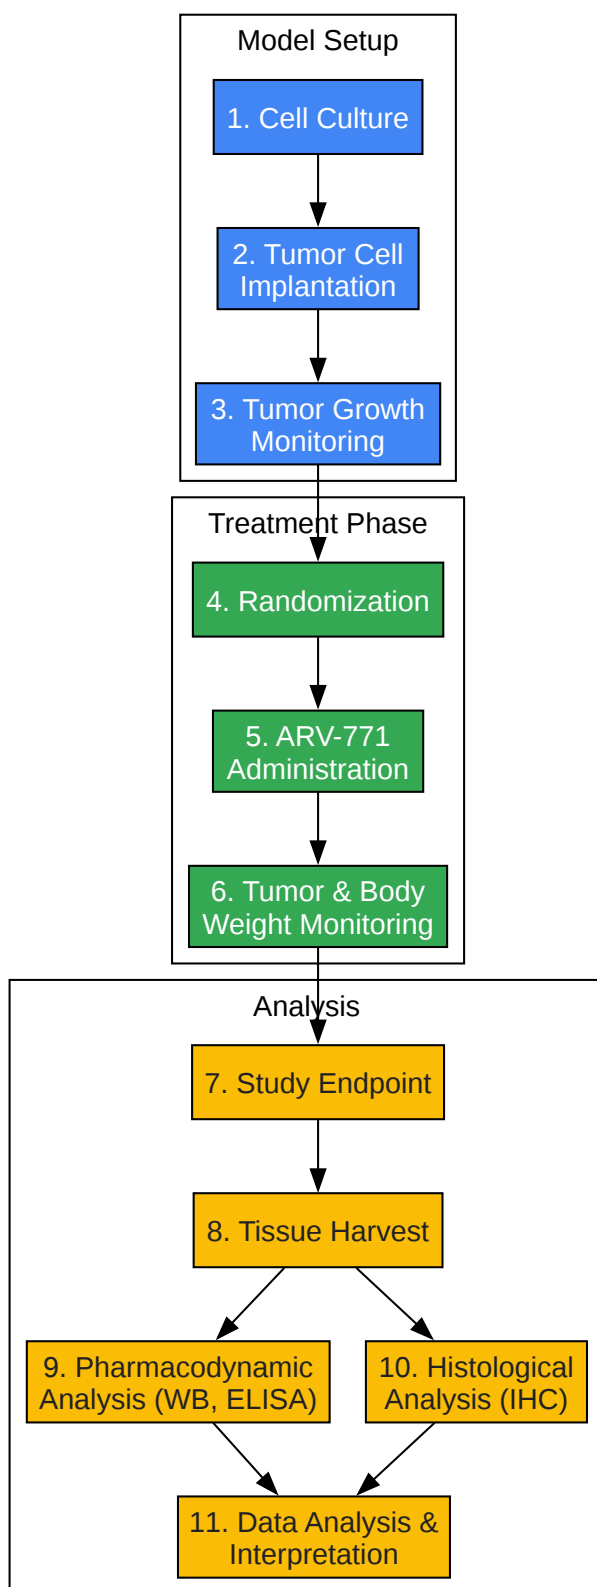 Model Setup
1. Cell Culture
2. Tumor Cell
Implantation
3. Tumor Growth
Monitoring
Treatment Phase
4. Randomization
5. ARV-771
Administration
6. Tumor & Body
Weight Monitoring
Analysis
7. Study Endpoint
8. Tissue Harvest
9. Pharmacodynamic
Analysis (WB, ELISA)
10. Histological
Analysis (IHC)
11. Data Analysis &
Interpretation